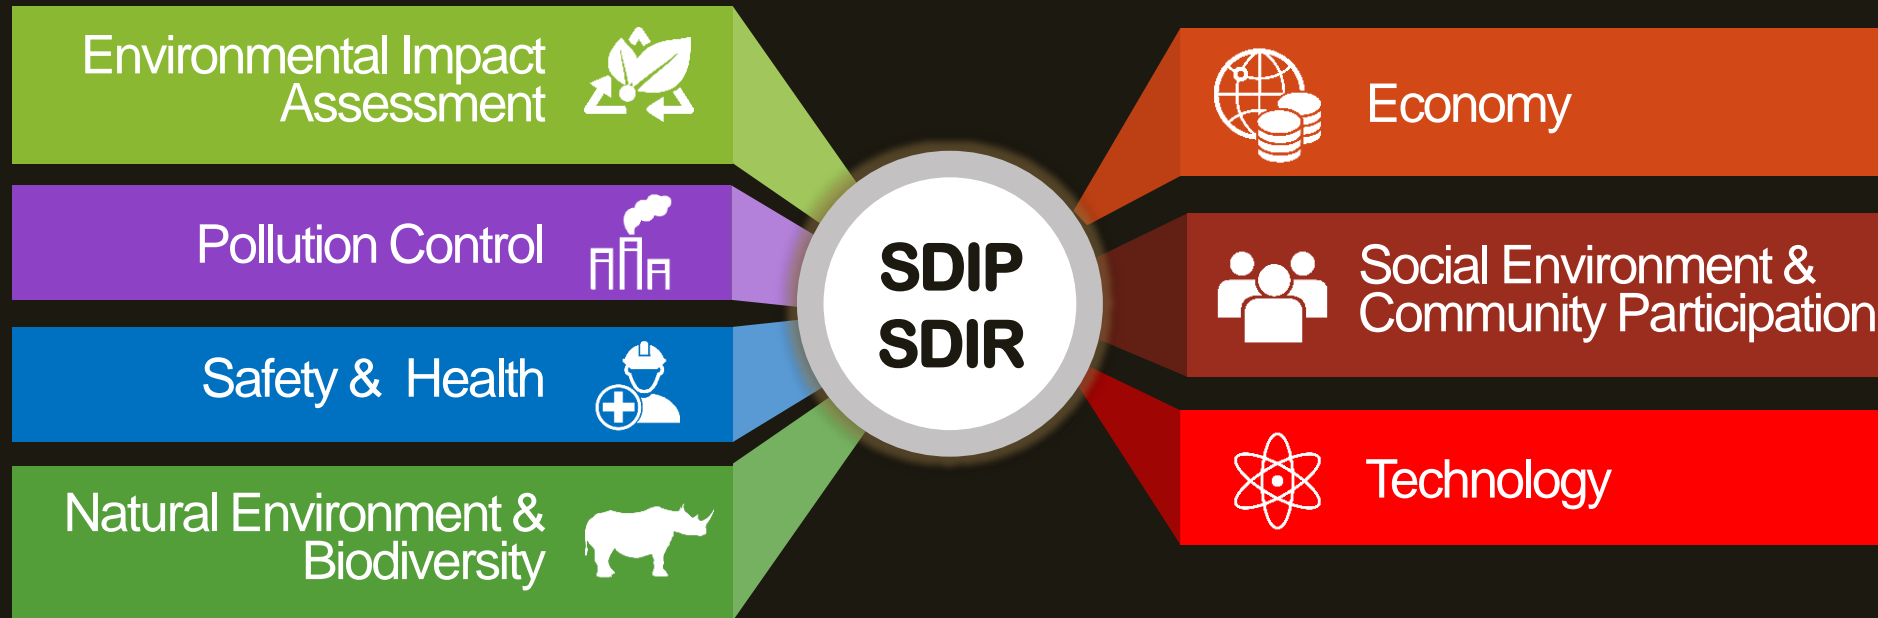 Environmental Impact
Assessment
Pollution Control
Safety & Health
Natural Environment &
Biodiversity
SDIP
SDIR
Economy
Social Environment &
Community Participation
Technology